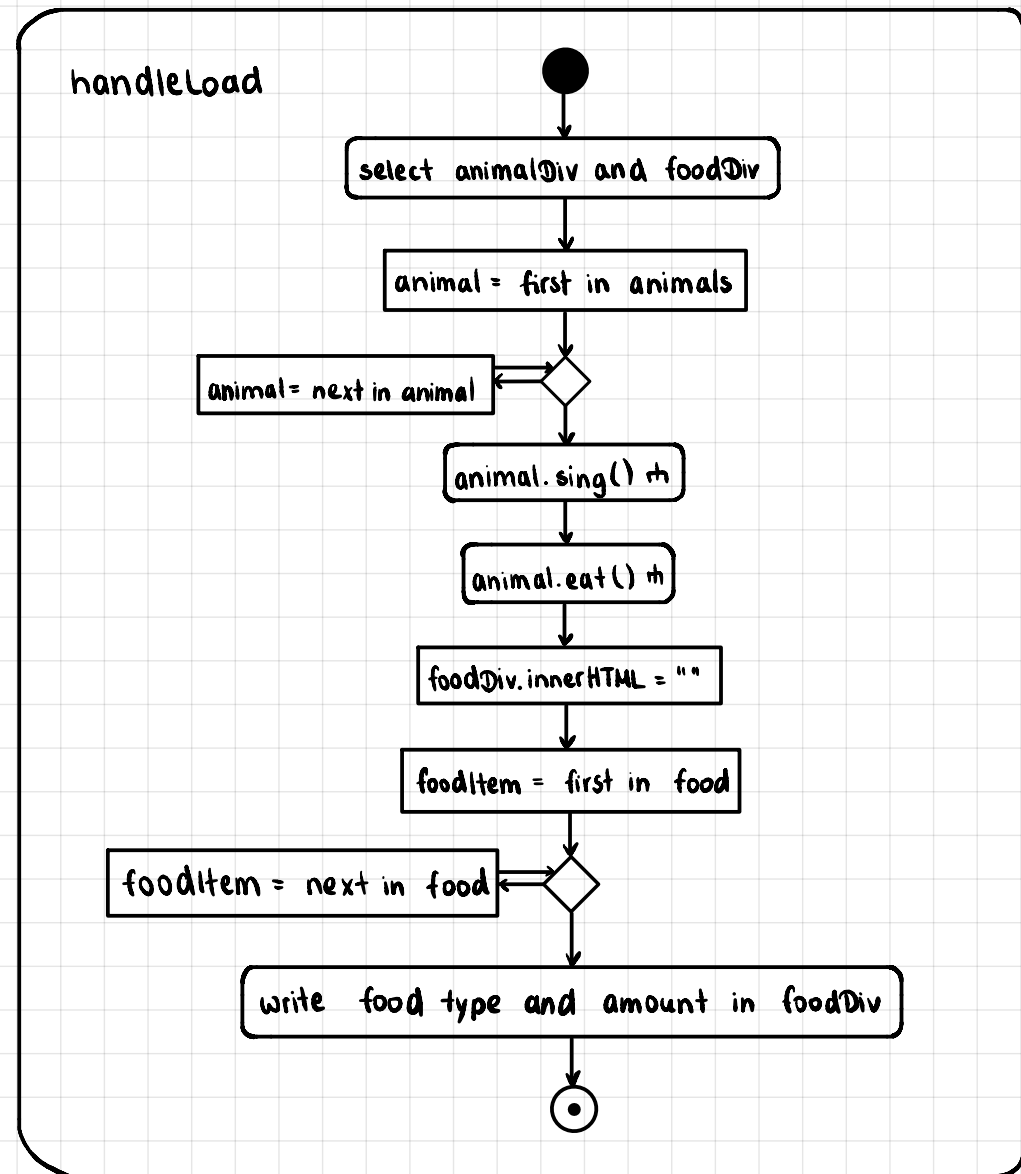 handleLoad
select animalDiv and foodDiv
animal = first in animals
animal = next in animal
animal.sing()
animal.eat()
foodDiv.innerHTML = ""
foodItem = first in food
foodItem = next in food
write food type and amount in foodDiv